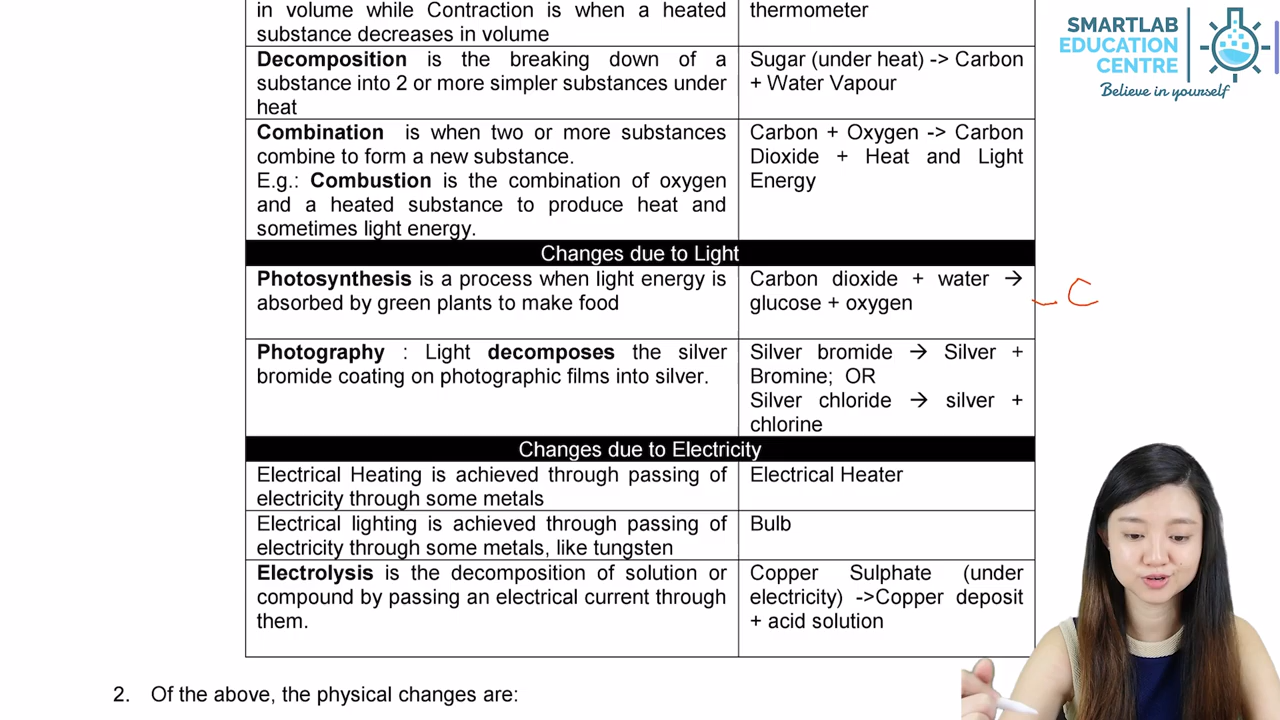 in volume while Contraction is when a heated
substance decreases in volume
thermometer
Decomposition is the breaking down of a
substance into 2 or more simpler substances under
heat
Sugar (under heat) -> Carbon
+ Water Vapour
Combination is when two or more substances
combine to form a new substance.
E.g.: Combustion is the combination of oxygen
and a heated substance to produce heat and
sometimes light energy.
Carbon + Oxygen -> Carbon
Dioxide + Heat and Light
Energy
Changes due to Light
Photosynthesis is a process when light energy is
absorbed by green plants to make food
Carbon dioxide + water →
glucose + oxygen
- C
Photography : Light decomposes the silver
bromide coating on photographic films into silver.
Silver bromide → Silver +
Bromine; OR
Silver chloride → silver +
chlorine
Changes due to Electricity
Electrical Heating is achieved through passing of
electricity through some metals
Electrical Heater
Electrical lighting is achieved through passing of
electricity through some metals, like tungsten
Bulb
Electrolysis is the decomposition of solution or
compound by passing an electrical current through
them.
Copper Sulphate (under
electricity) ->Copper deposit
+ acid solution
2. Of the above, the physical changes are:
SMARTLAB
EDUCATION
CENTRE
Believe in yourself